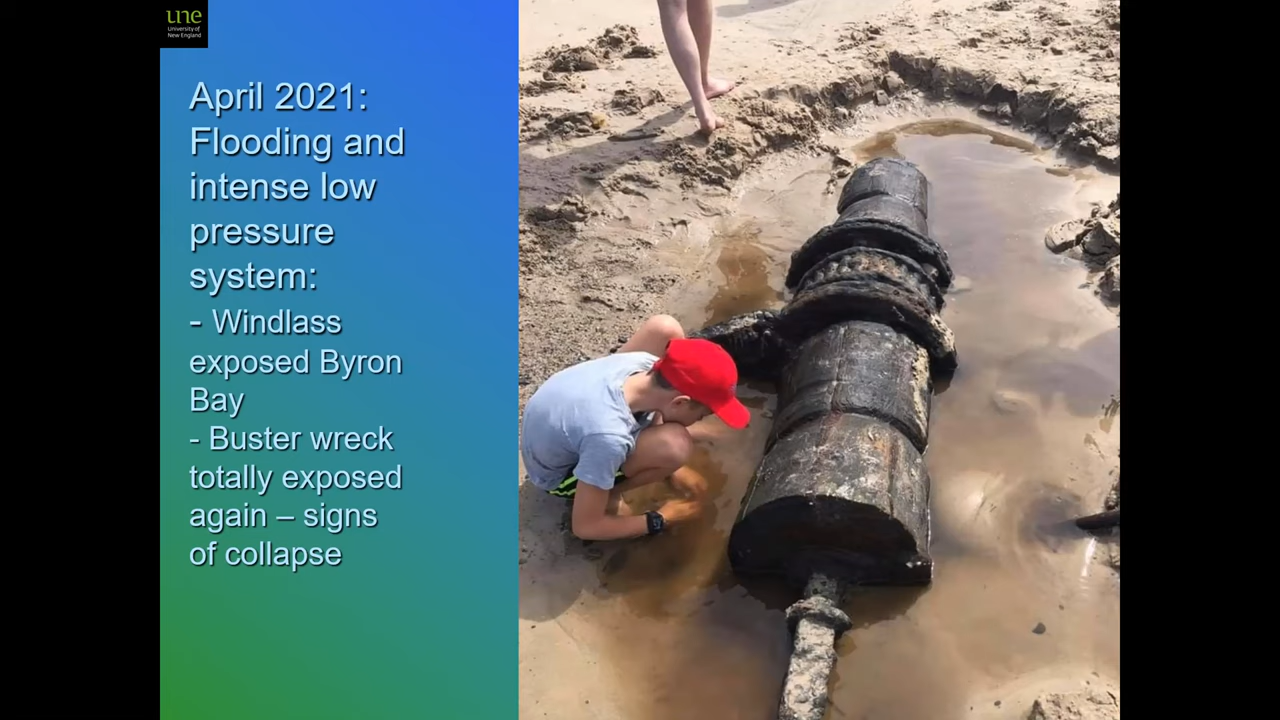 une
University of
New England
April 2021:
Flooding and
intense low
pressure
system:
- Windlass
exposed Byron
Bay
- Buster wreck
totally exposed
again – signs
of collapse